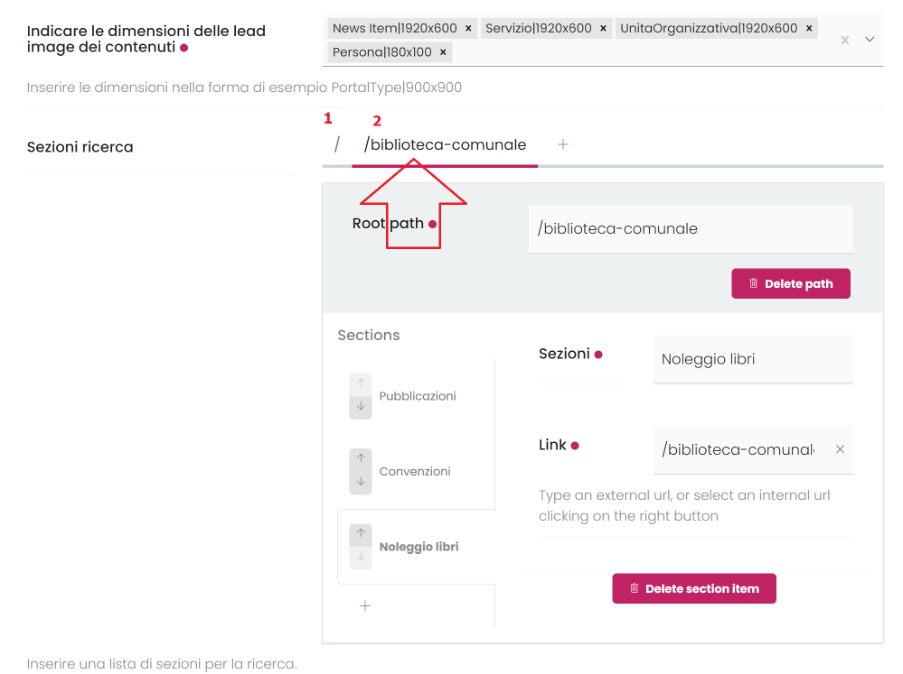 Indicare le dimensioni delle lead
image dei contenuti
News Item|1920x600 × Servizio|1920x600 × UnitaOrganizzativa|1920x600 ×
Persona|180x100 ×
Inserire le dimensioni nella forma di esempio PortalType|900x900
1 2
Sezioni ricerca
/ /biblioteca-comunale +
Root path
/biblioteca-comunale
Delete path
Sections
Pubblicazioni
Convenzioni
Noleggio libri
+
Sezioni
Noleggio libri
Link
/biblioteca-comunal ×
Type an external url, or select an internal url
clicking on the right button
Delete section item
Inserire una lista di sezioni per la ricerca.